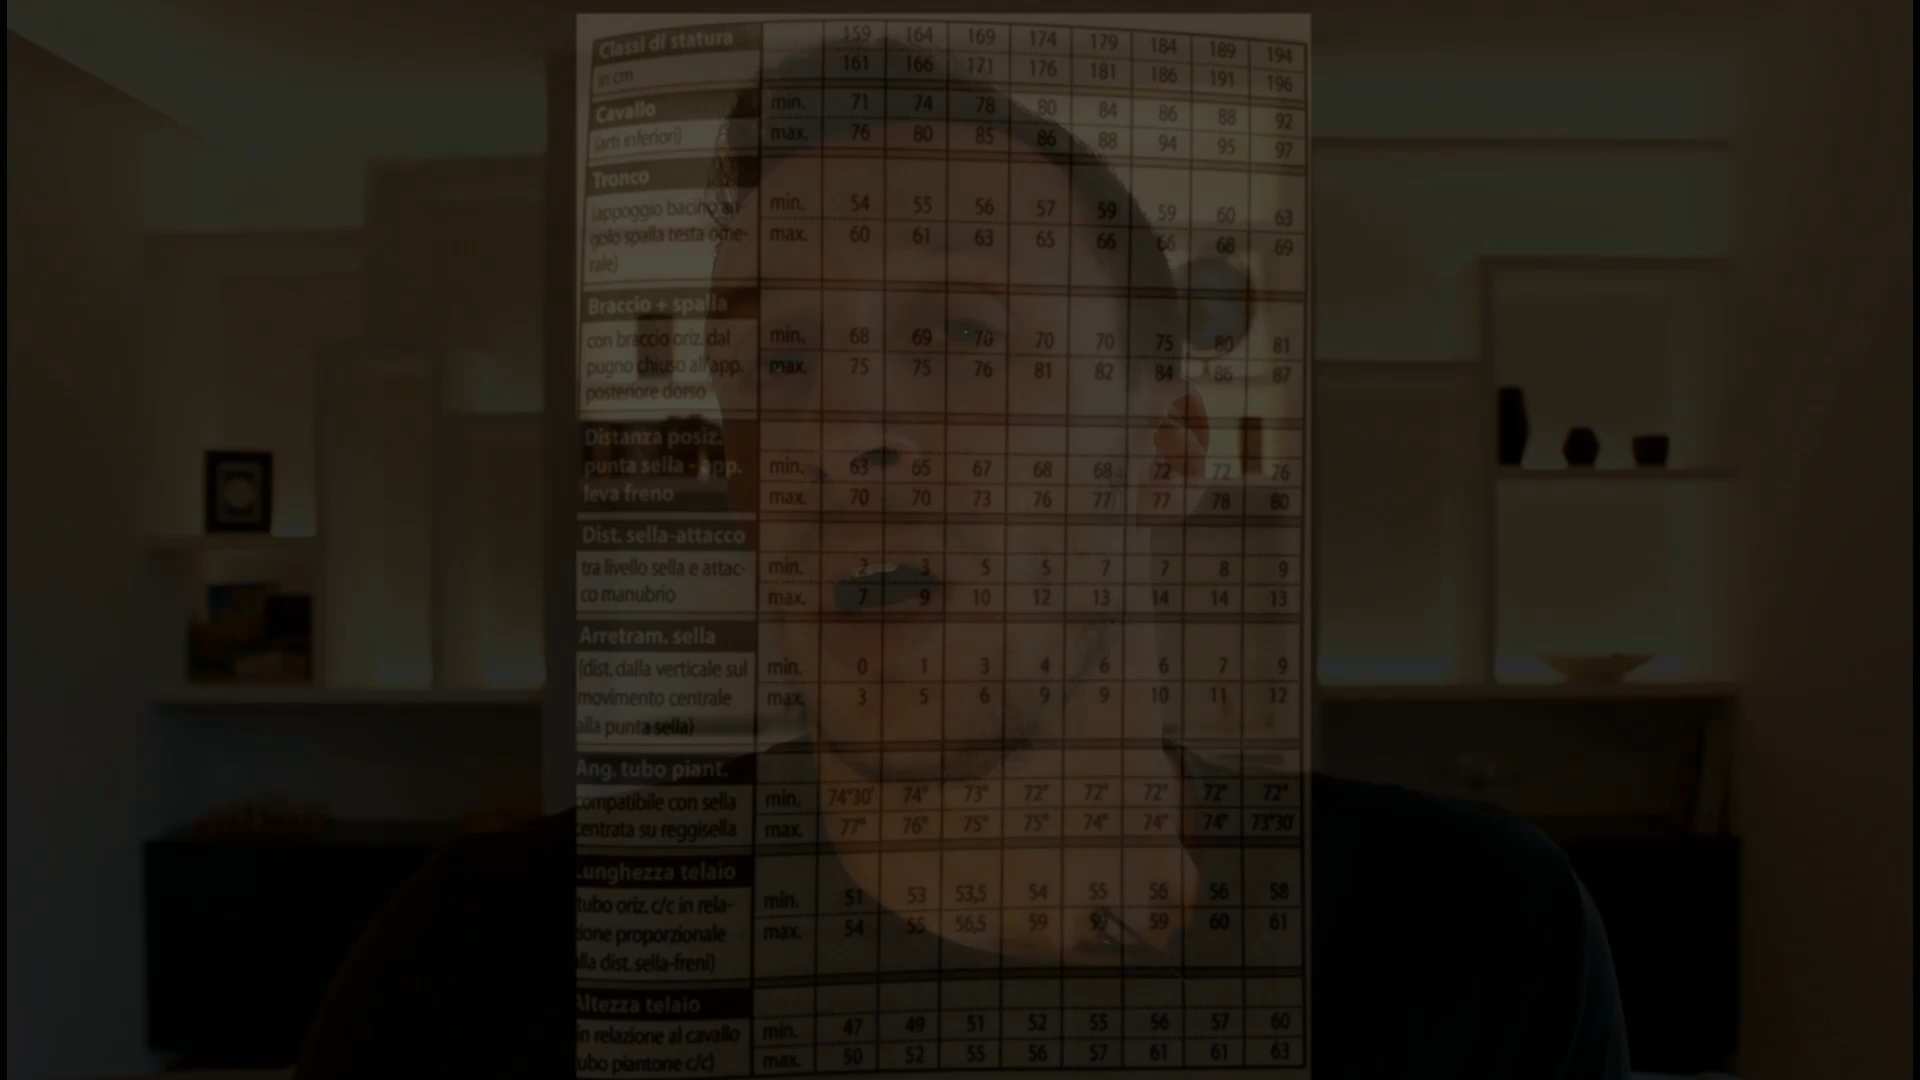 Classi di statura 159 164 169 174 179 184 189 194
in cm 161 166 171 176 181 186 191 196
Cavallo min. 71 74 78 80 84 86 88 92
(arti inferiori) max. 76 80 85 86 88 94 95 97
Tronco
(appoggio bacino an- min. 54 55 56 57 59 59 60 63
golo spalla testa ome- max. 60 61 63 65 66 66 68 69
rale)
Braccio + spalla
con braccio oriz. dal min. 68 69 70 70 70 75 80 81
pugno chiuso all'app. max. 75 75 76 81 82 84 86 87
posteriore dorso
Distanza posiz.
punta sella - app. min. 63 65 67 68 68 72 72 76
leva freno max. 70 70 73 76 77 77 78 80
Dist. sella-attacco
tra livello sella e attac- min. 2 3 5 5 7 7 8 9
co manubrio max. 7 9 10 12 13 14 14 13
Arretram. sella
(dist. dalla verticale sul min. 0 1 3 4 6 6 7 9
movimento centrale max. 3 5 6 9 9 10 11 12
alla punta sella)
Ang. tubo piant.
compatibile con sella min. 74°30' 74° 73° 72° 72° 72° 72° 72°
centrata su reggisella max. 77° 76° 75° 75° 74° 74° 74° 73°30'
Lunghezza telaio
tubo oriz. c/c in rela- min. 51 53 53,5 54 55 56 56 58
zione proporzionale max. 54 55 56,5 59 59 59 60 61
alla dist. sella-freni)
Altezza telaio
in relazione al cavallo min. 47 49 51 52 55 56 57 60
tubo piantone c/c) max. 50 52 55 56 57 61 61 63